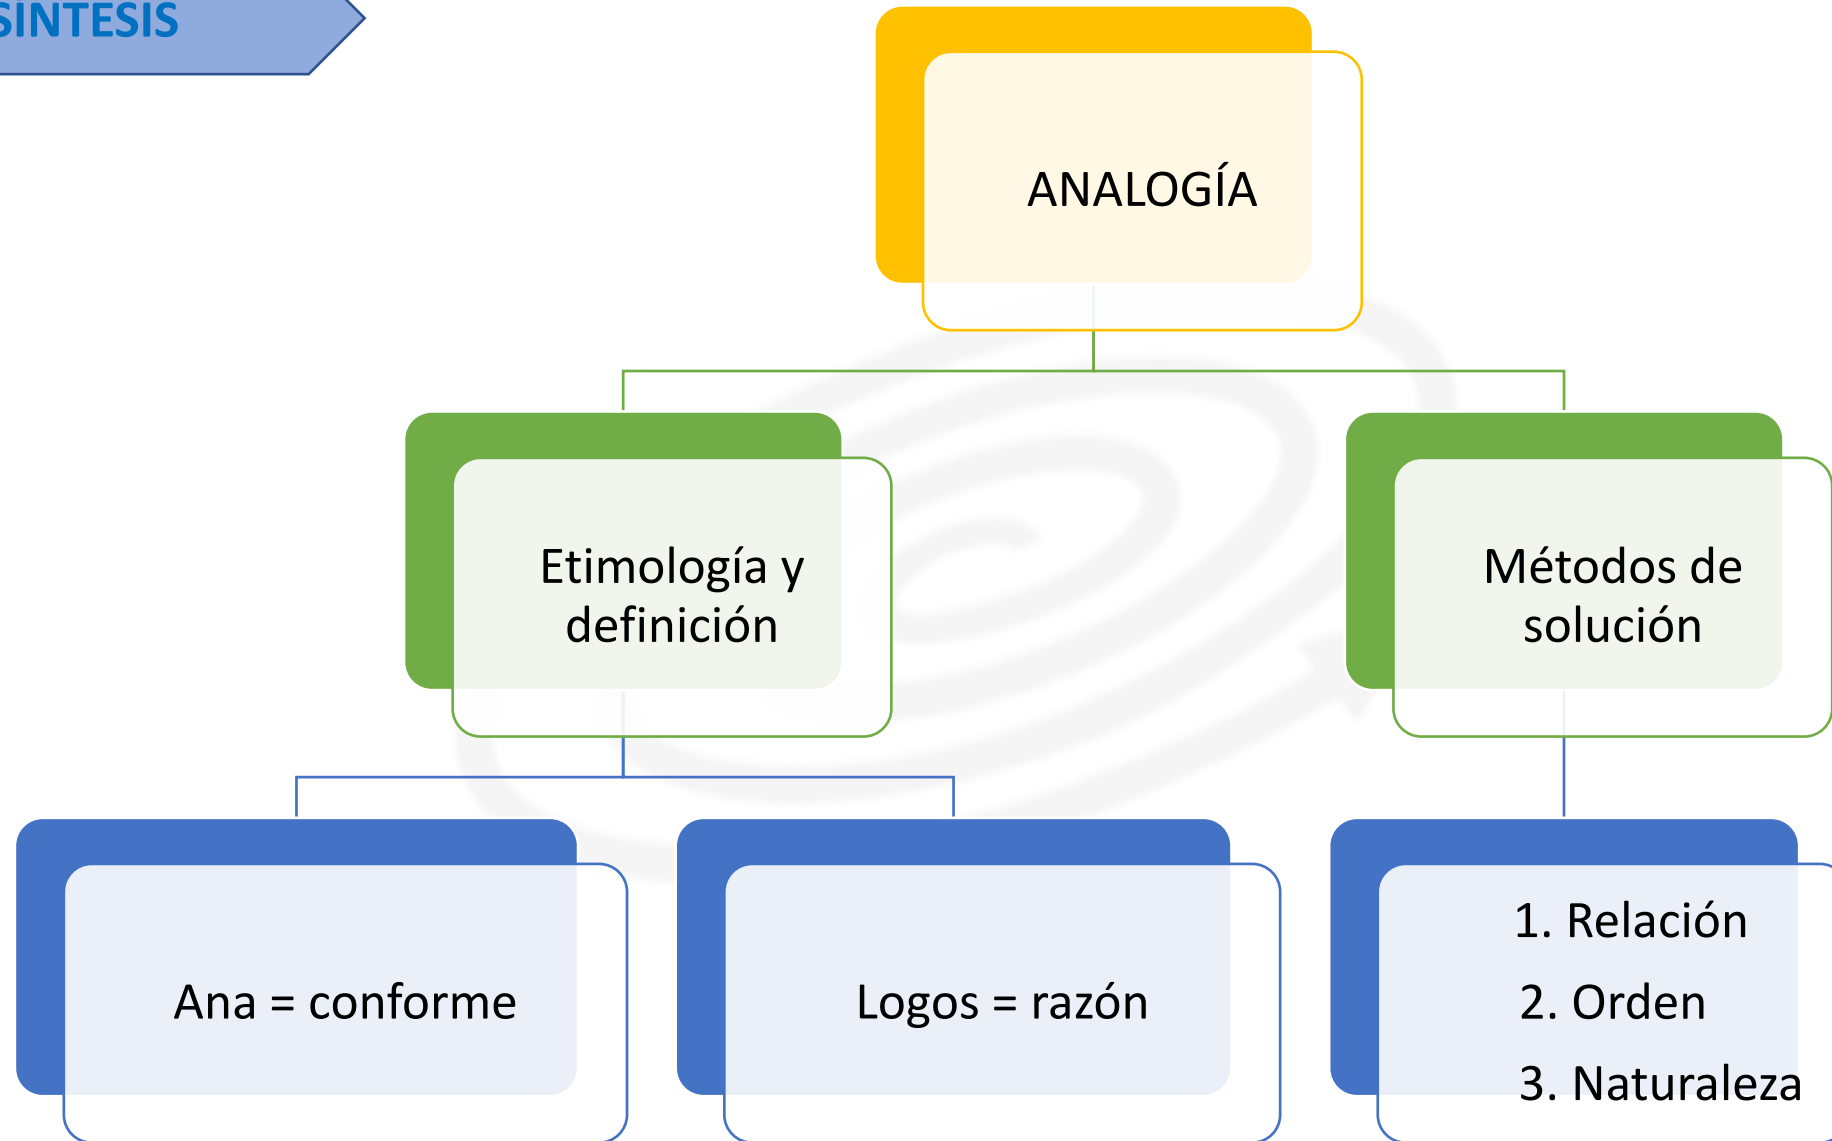 SÍNTESIS
ANALOGÍA
Etimología y
definición
Métodos de
solución
Ana = conforme
Logos = razón
1. Relación
2. Orden
3. Naturaleza